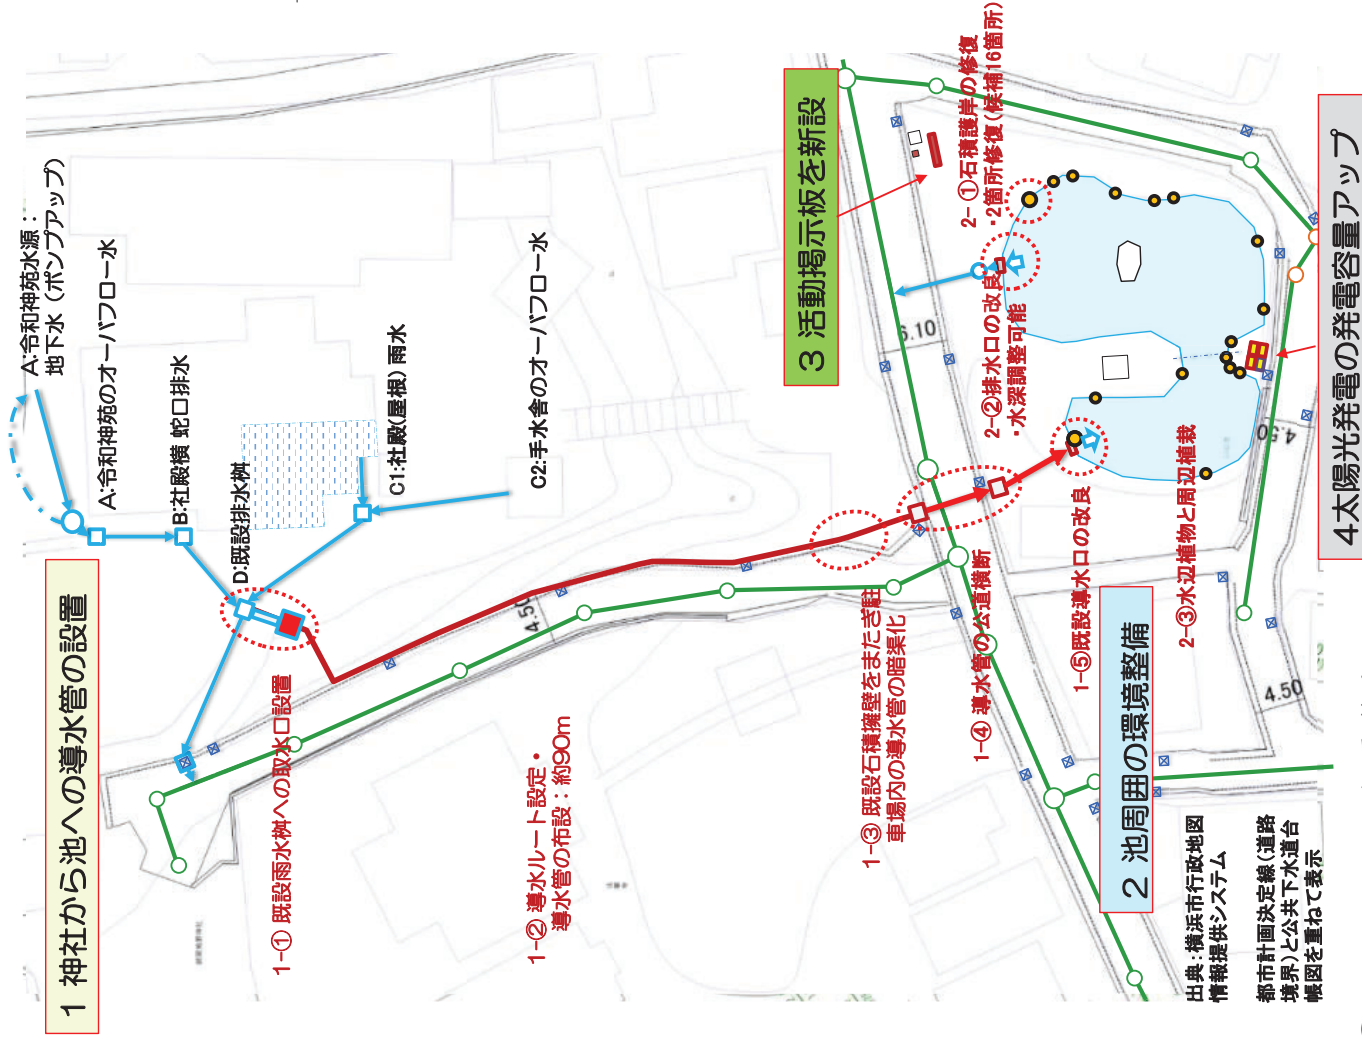 1 神社から池への導水管の設置
A:令和神苑水源：
地下水（ポンプアップ）
A:令和神苑のオーバフロー水
B:社殿横 蛇口排水
D:既設排水桝
C1:社殿(屋根)雨水
C2:手水舎のオーバフロー水
1-① 既設雨水桝への取水口設置
4.50
1-② 導水ルート設定・
導水管の布設：約90m
1-③ 既設石積擁壁をまたぎ駐
車場内の導水管の暗渠化
1-④ 導水管の公道横断
1-⑤既設導水口の改良
3 活動掲示板を新設
6.10
2-①石積護岸の修復
・2箇所修復(候補16箇所)
2-②排水口の改良
・水深調整可能
2-③水辺植物と周辺植栽
4.50
4.50
2 池周囲の環境整備
4太陽光発電の発電容量アップ
出典:横浜市行政地図
情報提供システム
都市計画決定線(道路
境界)と公共下水道台
帳図を重ねて表示